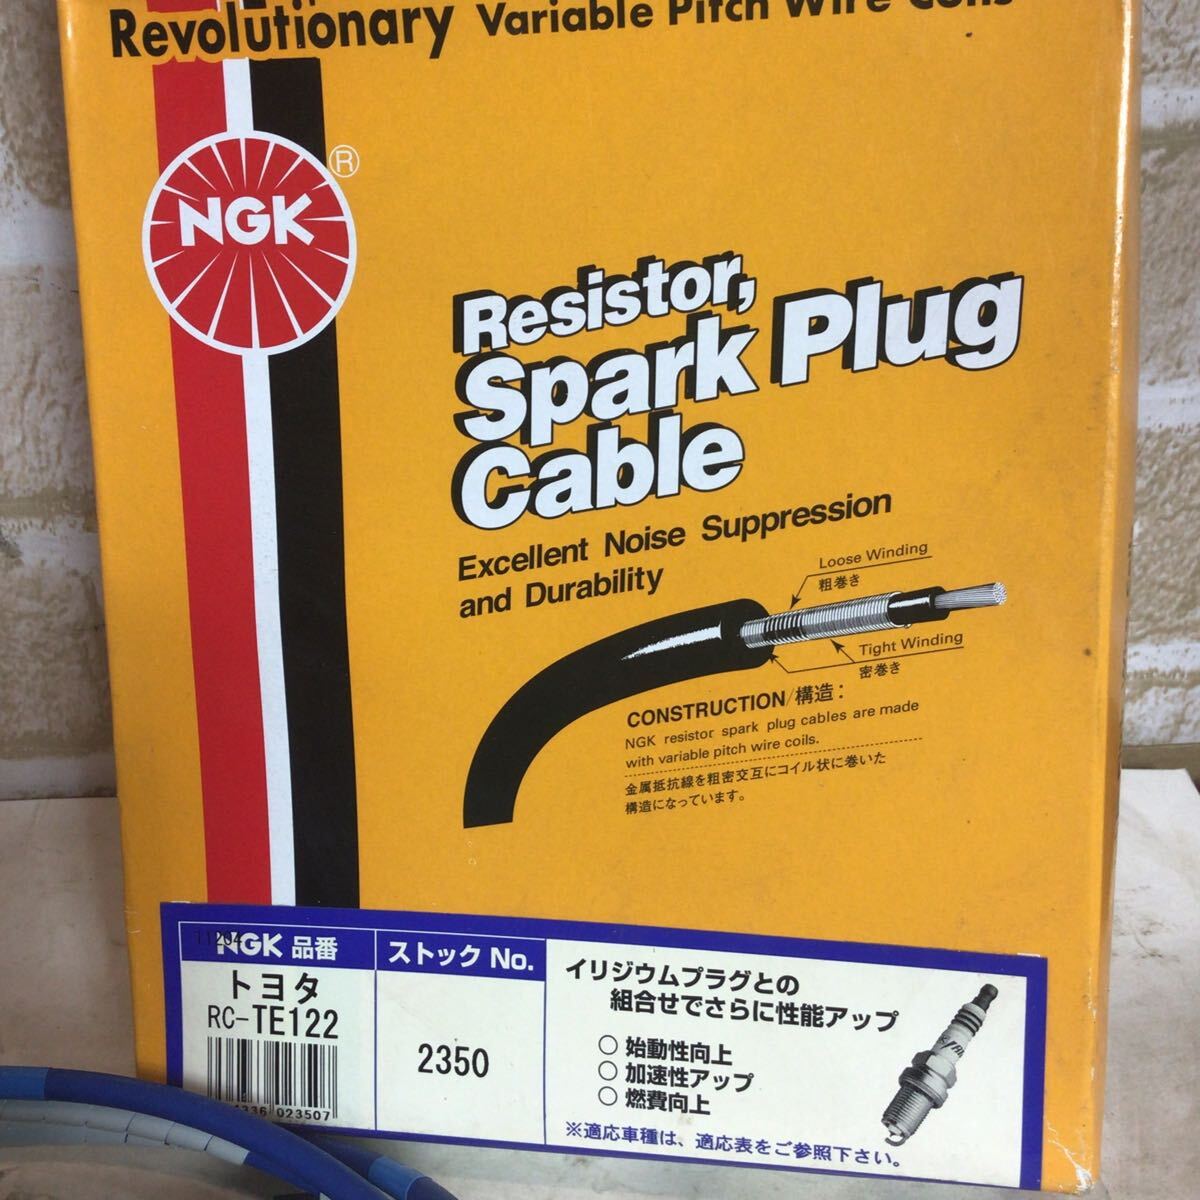 Revolutionary Variable Pitch Wire Coils
NGK
®
Resistor,
Spark Plug
Cable
Excellent Noise Suppression
and Durability
Loose Winding
粗巻き
Tight Winding
密巻き
CONSTRUCTION/構造:
NGK resistor spark plug cables are made
with variable pitch wire coils.
金属抵抗線を粗密交互にコイル状に巻いた
構造になっています。
NGK 品番
トヨタ
RC-TE122
023507
ストック No.
2350
イリジウムプラグとの
組合せでさらに性能アップ
○ 始動性向上
○ 加速性アップ
○ 燃費向上
※適応車種は、適応表をご参照下さい。